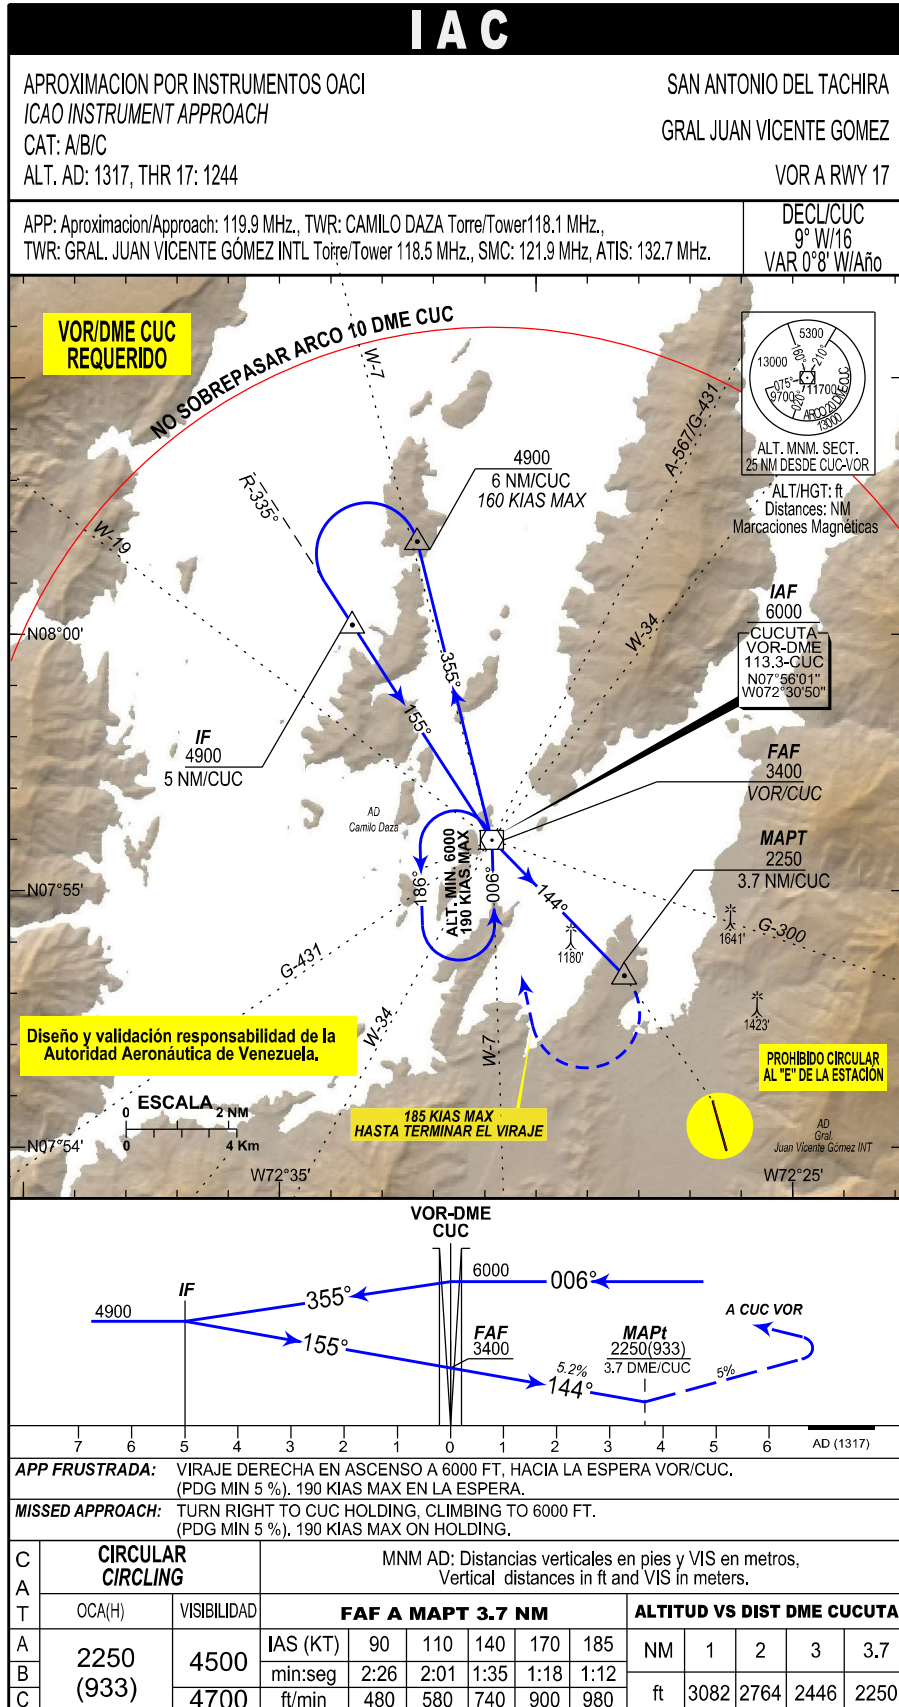 IAC
APROXIMACION POR INSTRUMENTOS OACI
ICAO INSTRUMENT APPROACH
CAT: A/B/C
ALT. AD: 1317, THR 17: 1244
SAN ANTONIO DEL TACHIRA
GRAL JUAN VICENTE GOMEZ
VOR A RWY 17
APP: Aproximacion/Approach: 119.9 MHz., TWR: CAMILO DAZA Torre/Tower118.1 MHz.,
TWR: GRAL. JUAN VICENTE GÓMEZ INTL Torre/Tower 118.5 MHz., SMC: 121.9 MHz, ATIS: 132.7 MHz.
DECL/CUC
9° W/16
VAR 0°8' W/Año
VOR/DME CUC
REQUERIDO
NO SOBREPASAR ARCO 10 DME CUC
W-7
A-567/G-431
5300
13000
160°
210°
075°
9700
020°
11700
ARCO 20 DME CUC
13000
ALT. MNM. SECT.
25 NM DESDE CUC-VOR
ALT/HGT: ft
Distances: NM
Marcaciones Magnéticas
4900
6 NM/CUC
160 KIAS MAX
R-335°
W-19
W-34
IAF
6000
CUCUTA
VOR-DME
113.3-CUC
N07°56'01"
W072°30'50"
N08°00'
355°
155°
IF
4900
5 NM/CUC
FAF
3400
VOR/CUC
AD
Camilo Daza
MAPT
2250
3.7 NM/CUC
N07°55'
186°
ALT. MIN. 6000
190 KIAS MAX
006°
144°
1180'
1641'
G-300
G-431
W-34
W-7
1423'
Diseño y validación responsabilidad de la
Autoridad Aeronáutica de Venezuela.
PROHIBIDO CIRCULAR
AL "E" DE LA ESTACIÓN
185 KIAS MAX
HASTA TERMINAR EL VIRAJE
ESCALA
0 2 NM
0 4 Km
AD
Gral.
Juan Vicente Gómez INT
N07°54'
W72°35'
W72°25'
VOR-DME
CUC
IF
4900
355°
6000
006°
A CUC VOR
155°
FAF
3400
5.2%
144°
MAPt
2250(933)
3.7 DME/CUC
5%
7 6 5 4 3 2 1 0 1 2 3 4 5 6
AD (1317)
APP FRUSTRADA: VIRAJE DERECHA EN ASCENSO A 6000 FT, HACIA LA ESPERA VOR/CUC.
(PDG MIN 5 %). 190 KIAS MAX EN LA ESPERA.
MISSED APPROACH: TURN RIGHT TO CUC HOLDING, CLIMBING TO 6000 FT.
(PDG MIN 5 %). 190 KIAS MAX ON HOLDING.
CAT
CIRCULAR
CIRCLING
MNM AD: Distancias verticales en pies y VIS en metros,
Vertical distances in ft and VIS in meters.
OCA(H) VISIBILIDAD
FAF A MAPT 3.7 NM
ALTITUD VS DIST DME CUCUTA
A
B
C
2250
(933)
4500
4700
IAS (KT) 90 110 140 170 185
min:seg 2:26 2:01 1:35 1:18 1:12
ft/min 480 580 740 900 980
NM 1 2 3 3.7
ft 3082 2764 2446 2250